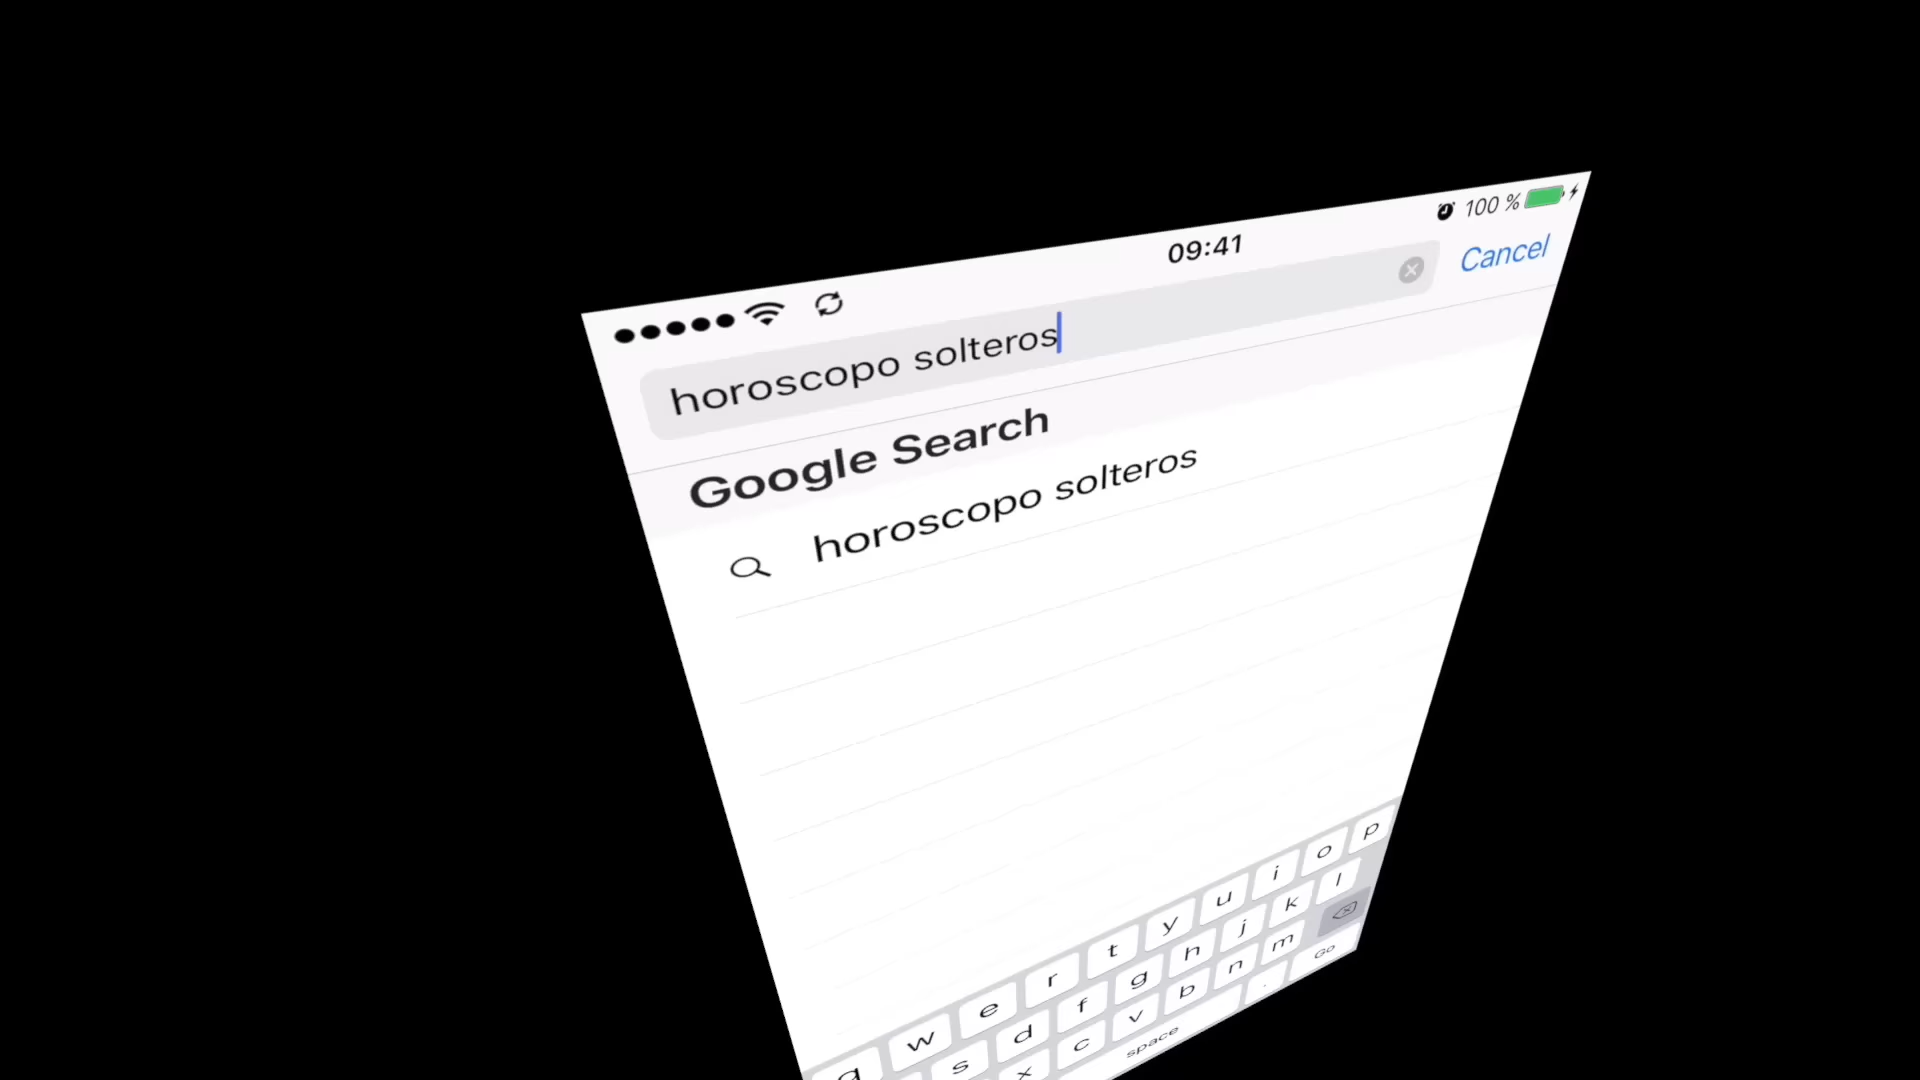 09:41
100 %
horoscopo solteros
Cancel
Google Search
horoscopo solteros
q w e r t y u i o p
s d f g h j k l
x c v b n m
space . Go